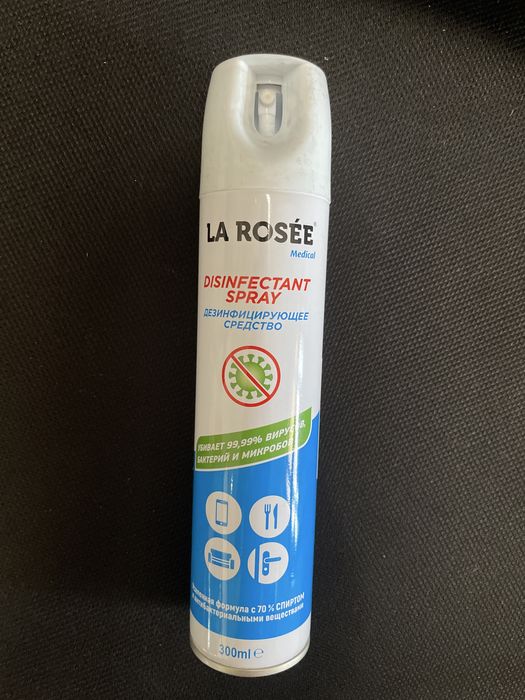 LA ROSÉE®
Medical
DISINFECTANT
SPRAY
ДЕЗИНФИЦИРУЮЩЕЕ
СРЕДСТВО
УБИВАЕТ 99,99% ВИРУСОВ,
БАКТЕРИЙ И МИКРОБОВ
формула с 70 % СПИРТОМ
антибактериальными веществами
300ml ℮